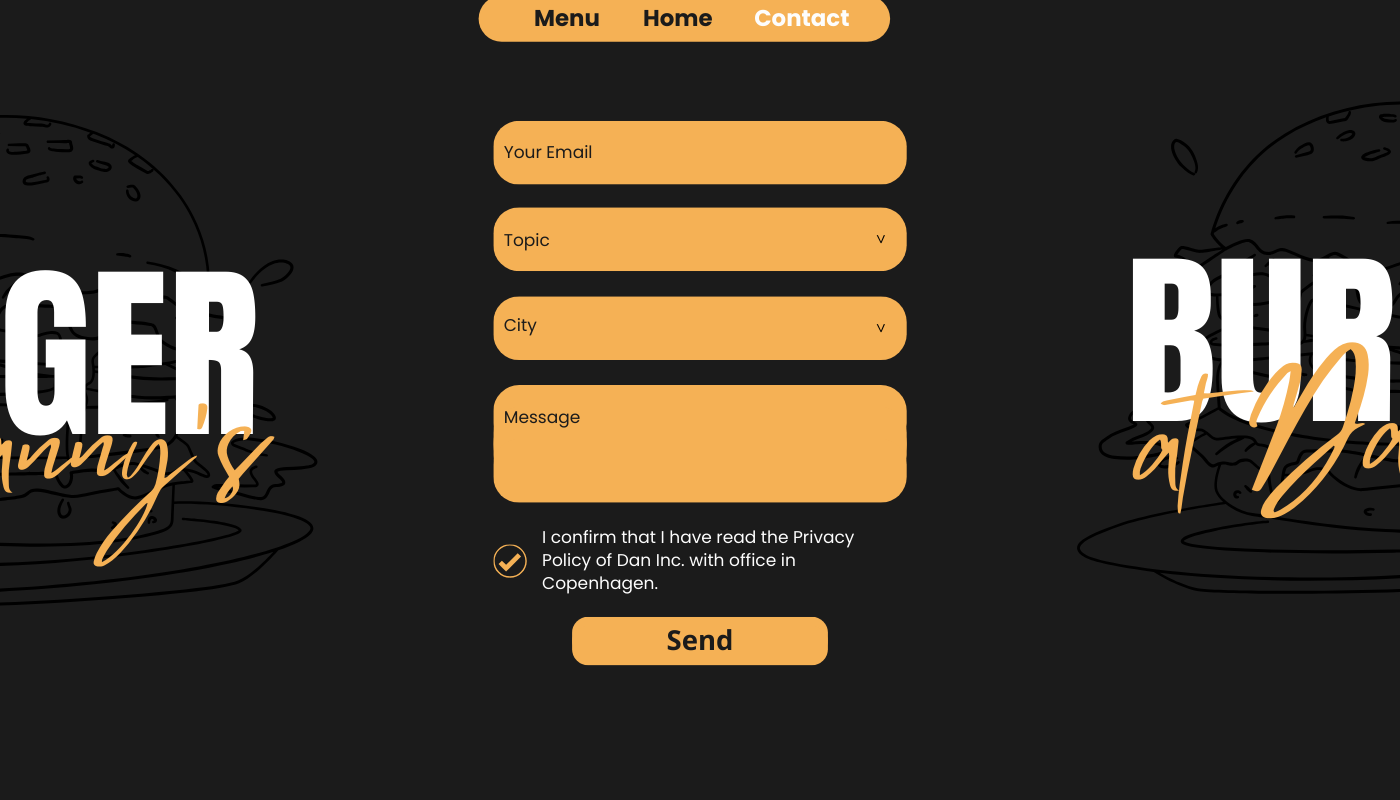 Menu Home Contact
Your Email
Topic v
City v
Message
I confirm that I have read the Privacy
Policy of Dan Inc. with office in
Copenhagen.
Send
GER
nny's
BUR
at Da